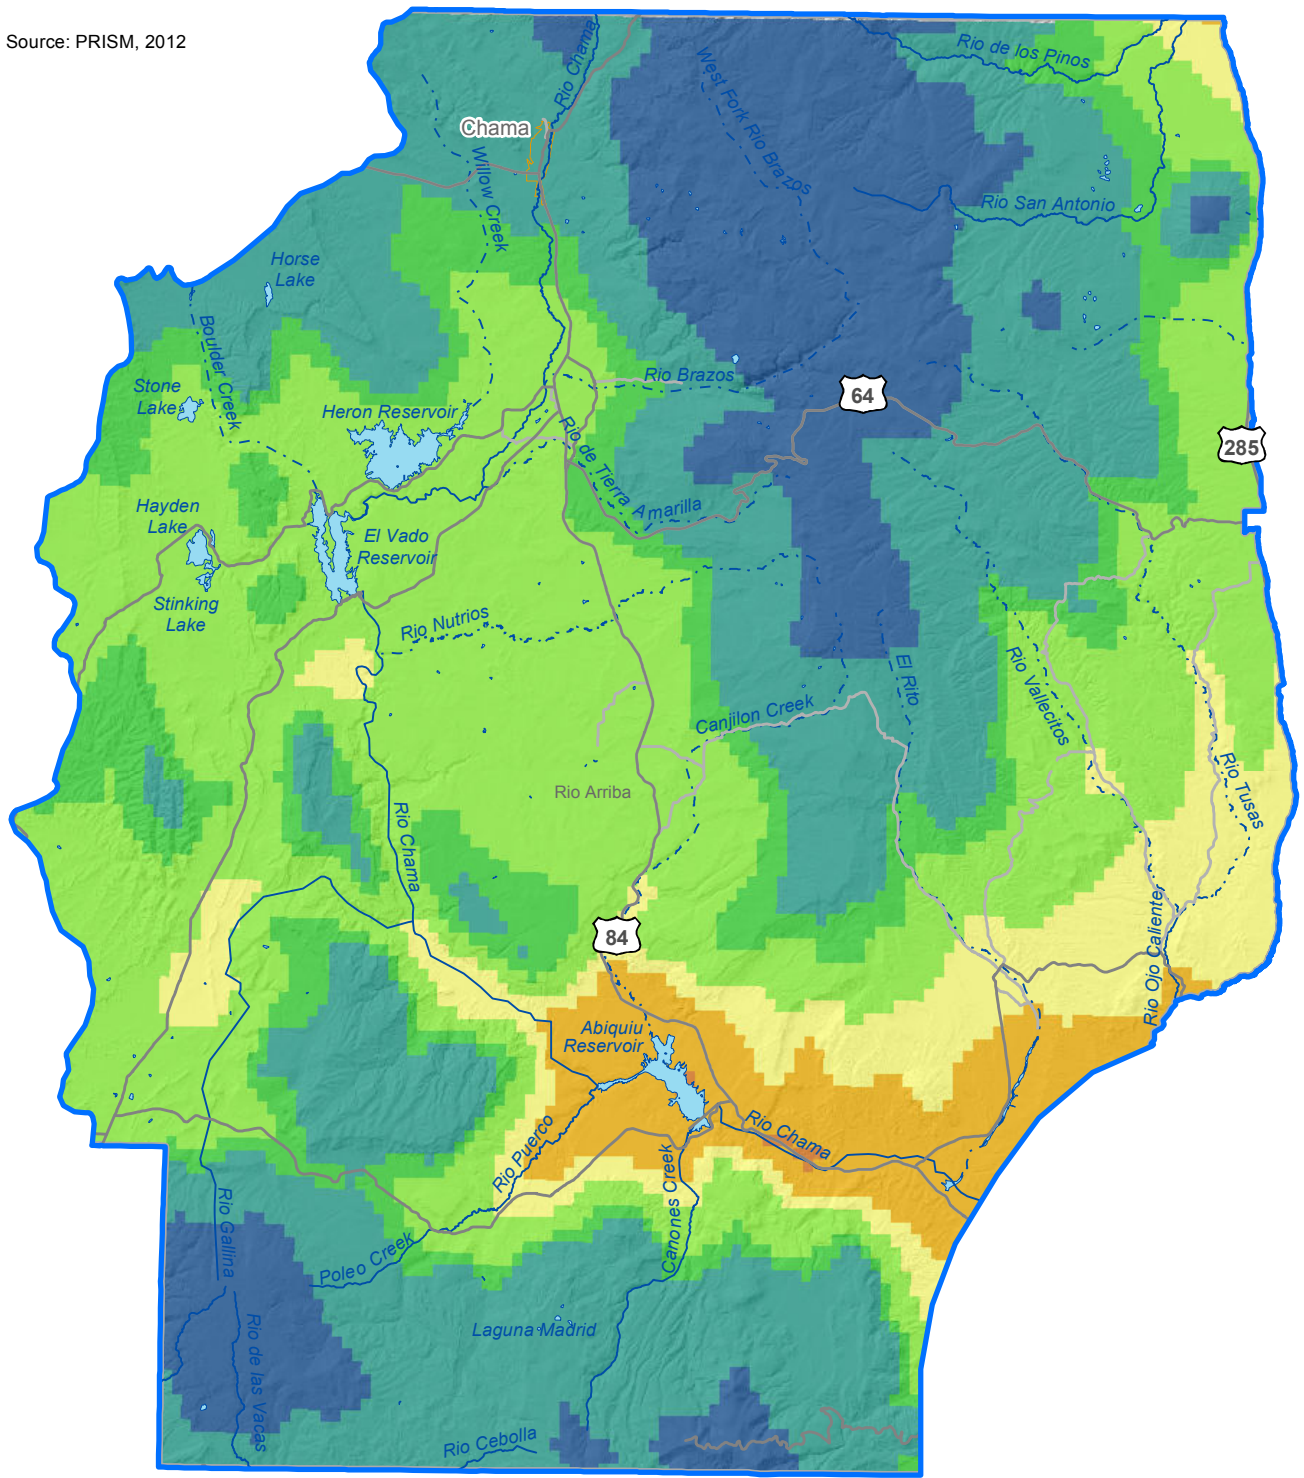 Source: PRISM, 2012
Rio Chama
Rio de los Pinos
West Fork Rio Brazos
Chama
Willow Creek
Rio San Antonio
Horse
Lake
Boulder Creek
Stone
Lake
Rio Brazos
64
Heron Reservoir
285
Rio de Tierra
Amarilla
Hayden
Lake
El Vado
Reservoir
Stinking
Lake
Rio Nutrios
El Rito
Rio Vallecitos
Canjilon Creek
Rio Tusas
Rio Arriba
Rio Chama
Rio Ojo Caliente
84
Abiquiu
Reservoir
Rio Chama
Rio Puerco
Canones Creek
Rio Gallina
Poleo Creek
Laguna Madrid
Rio de las Vacas
Rio Cebolla